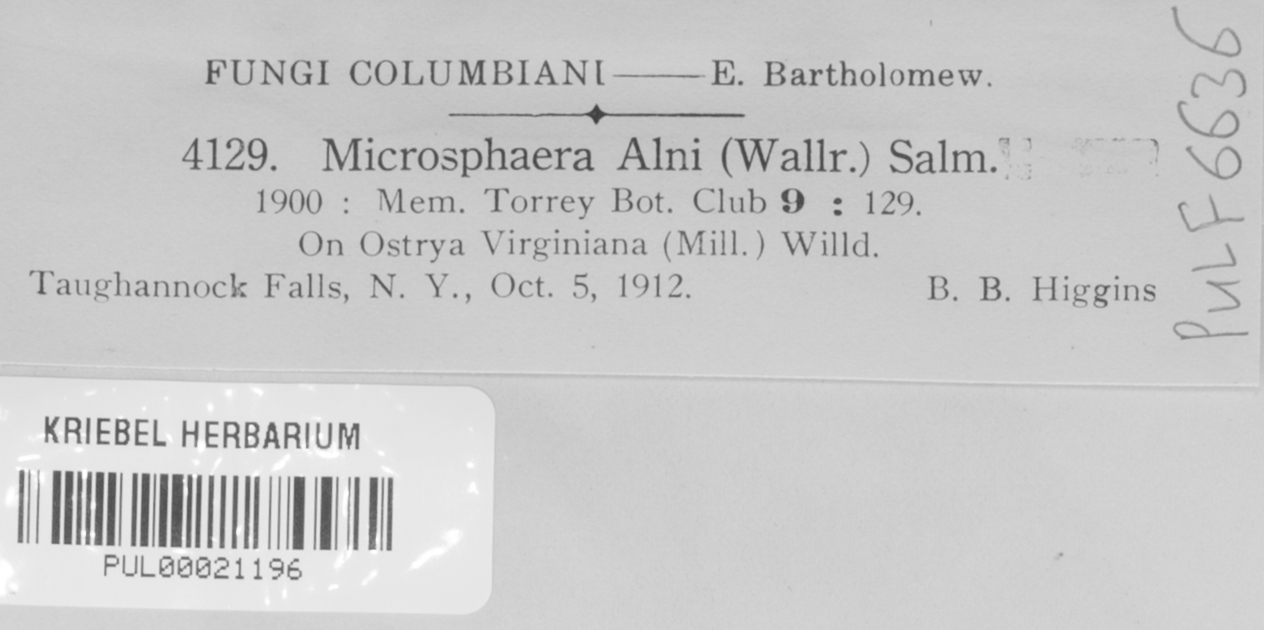 FUNGI COLUMBIANI——E. Bartholomew.
4129. Microsphaera Alni (Wallr.) Salm.
1900 : Mem. Torrey Bot. Club 9 : 129.
On Ostrya Virginiana (Mill.) Willd.
Taughannock Falls, N. Y., Oct. 5, 1912. B. B. Higgins
PULF6636
KRIEBEL HERBARIUM
PUL00021196